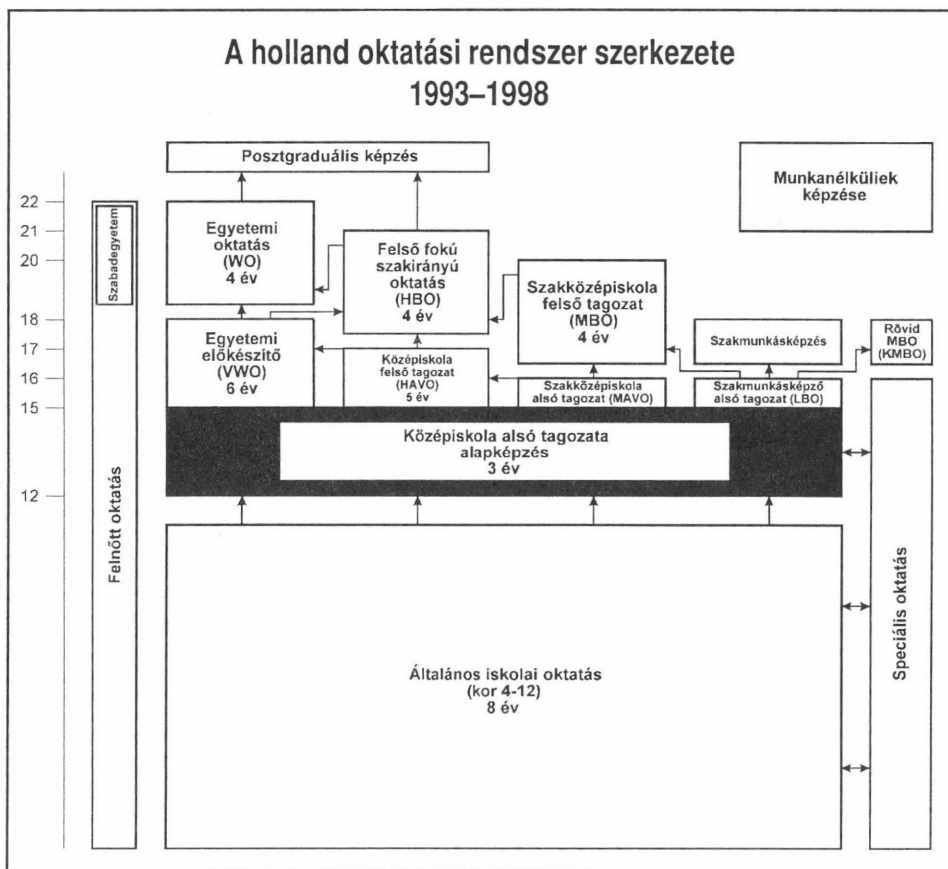 A holland oktatási rendszer szerkezete
1993–1998
Posztgraduális képzés
Munkanélküliek
képzése
22
21
20
18
17
16
15
12
Szabadegyetem
Felnőtt oktatás
Egyetemi
oktatás
(WO)
4 év
Felső fokú
szakirányú
oktatás
(HBO)
4 év
Szakközépiskola
felső tagozat
(MBO)
4 év
Egyetemi
előkészítő
(VWO)
6 év
Középiskola
felső tagozat
(HAVO)
5 év
Szakközépiskola
alsó tagozat (MAVO)
Szakmunkásképzés
Szakmunkásképző
alsó tagozat (LBO)
Rövid
MBO
(KMBO)
Középiskola alsó tagozata
alapképzés
3 év
Általános iskolai oktatás
(kor 4-12)
8 év
Speciális oktatás